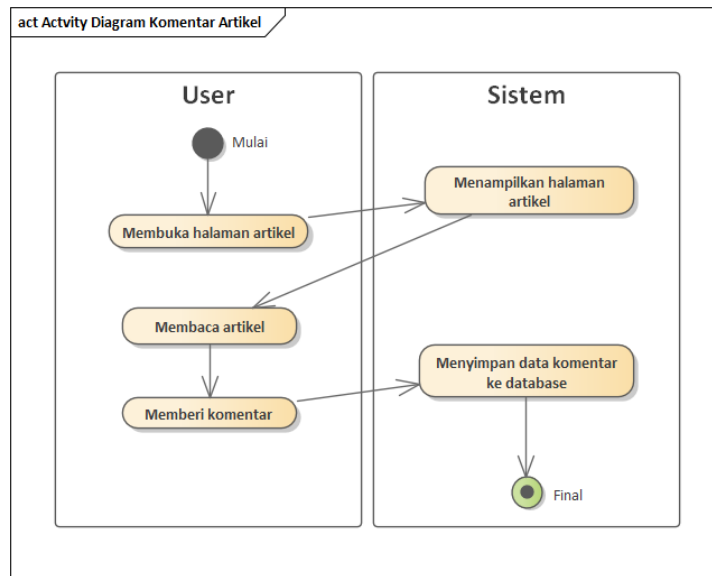 act Actvity Diagram Komentar Artikel
User
Sistem
Mulai
Menampilkan halaman
artikel
Membuka halaman artikel
Membaca artikel
Menyimpan data komentar
ke database
Memberi komentar
Final